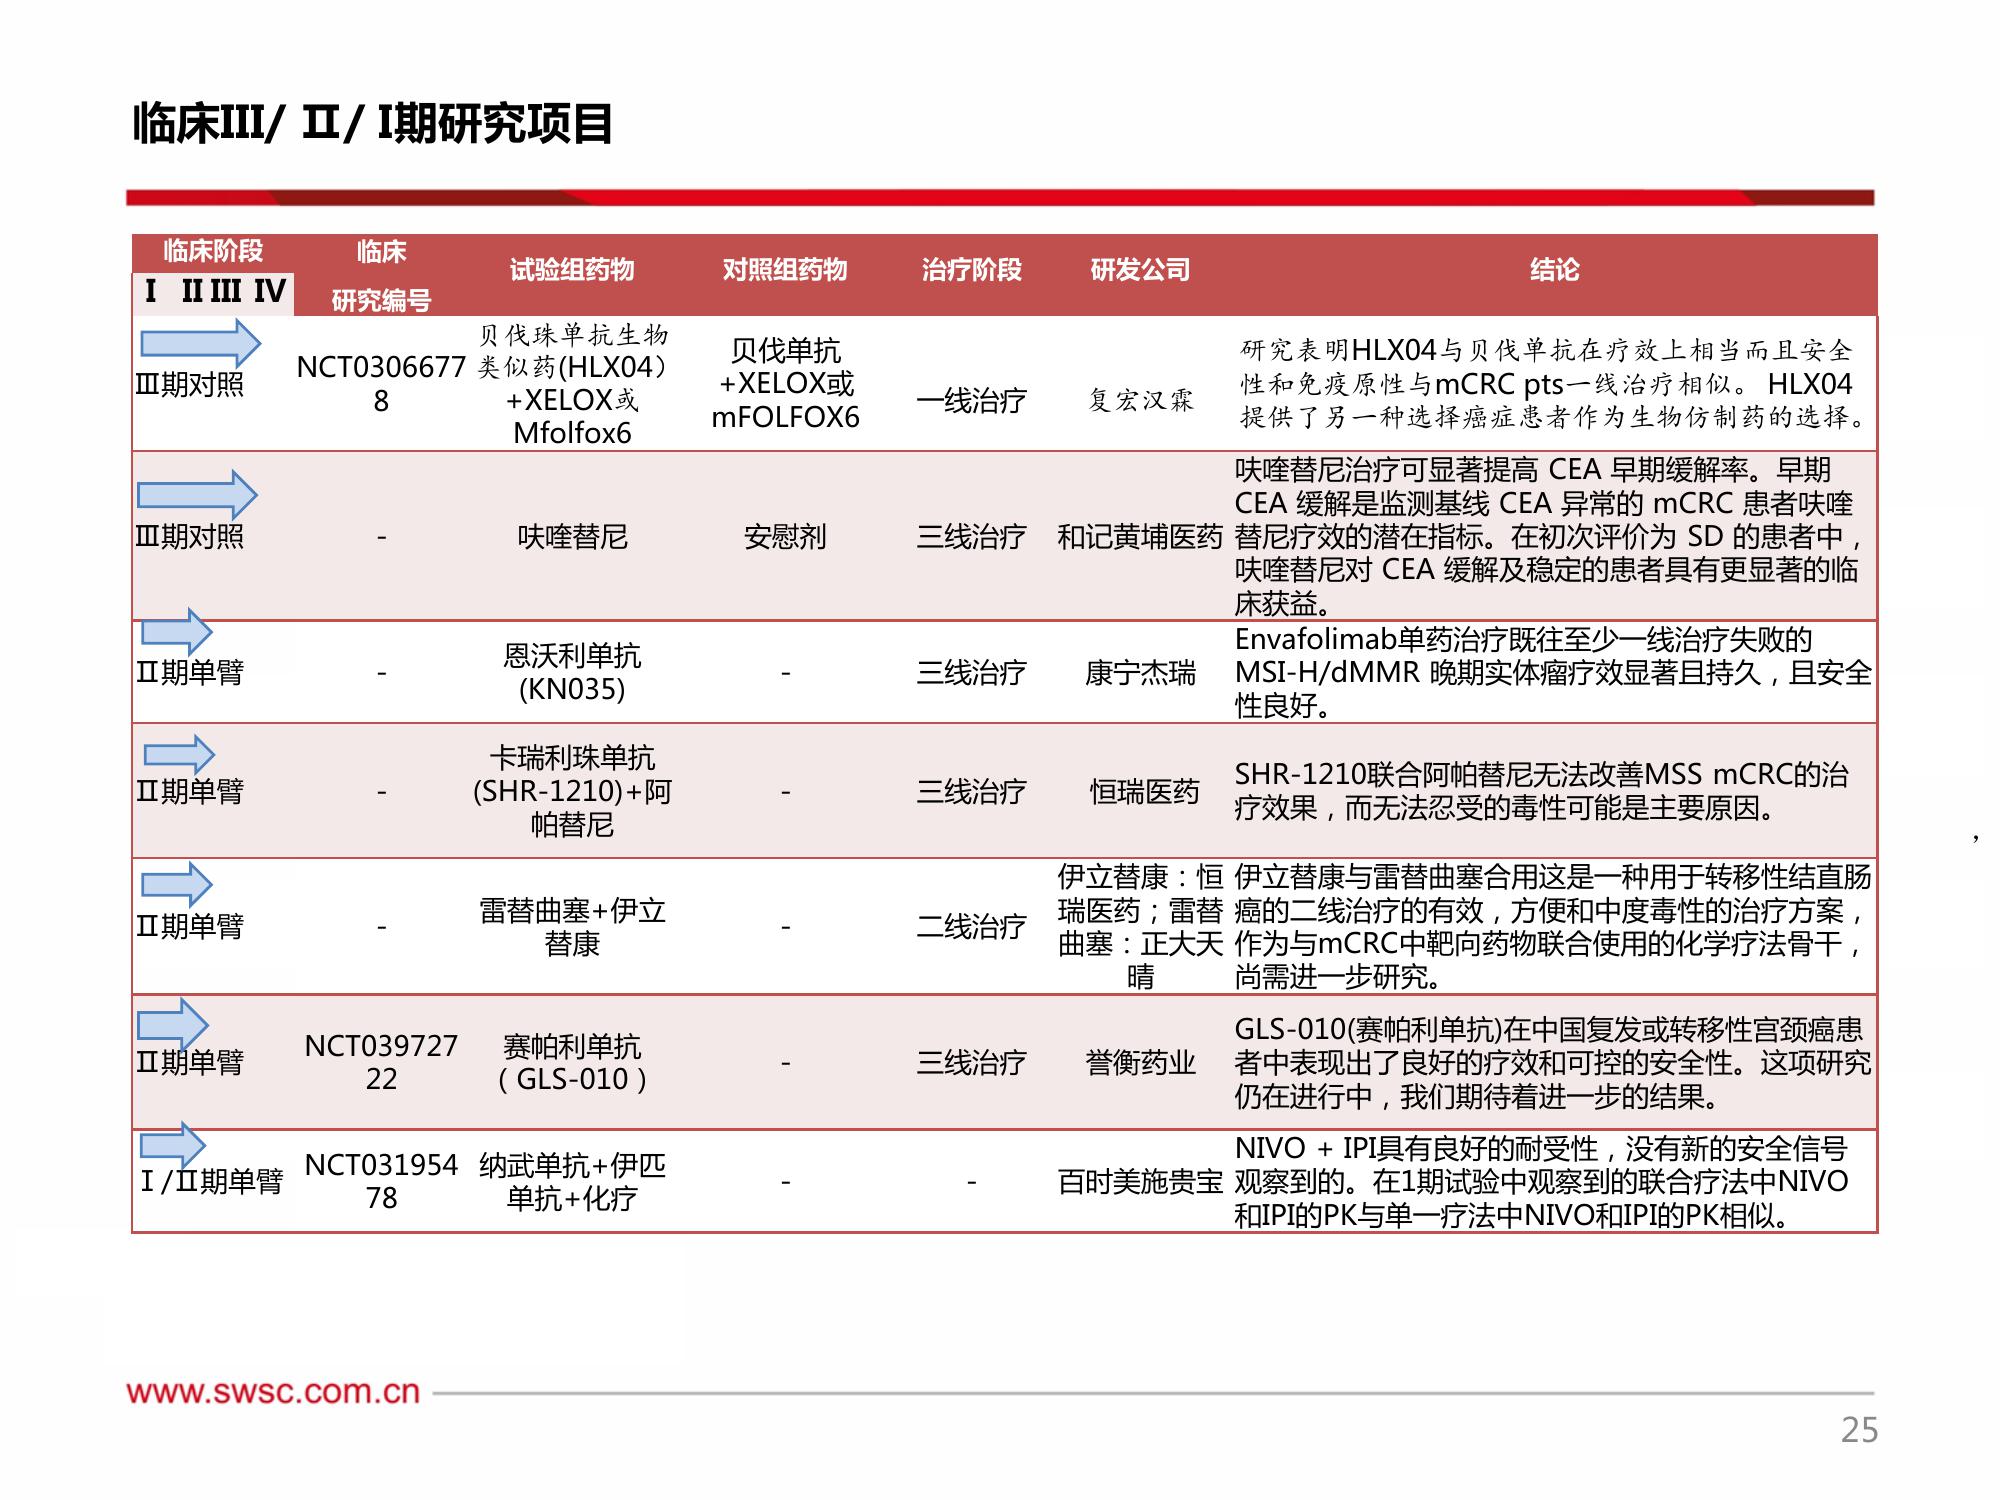 临床III/ Ⅱ/ I期研究项目
临床阶段
I II III IV
临床
研究编号
试验组药物
对照组药物
治疗阶段
研发公司
结论
Ⅲ期对照
NCT0306677
8
贝伐珠单抗生物
类似药(HLX04）
+XELOX或
Mfolfox6
贝伐单抗
+XELOX或
mFOLFOX6
一线治疗
复宏汉霖
研究表明HLX04与贝伐单抗在疗效上相当而且安全
性和免疫原性与mCRC pts一线治疗相似。 HLX04
提供了另一种选择癌症患者作为生物仿制药的选择。
Ⅲ期对照
-
呋喹替尼
安慰剂
三线治疗
和记黄埔医药
呋喹替尼治疗可显著提高 CEA 早期缓解率。早期
CEA 缓解是监测基线 CEA 异常的 mCRC 患者呋喹
替尼疗效的潜在指标。在初次评价为 SD 的患者中，
呋喹替尼对 CEA 缓解及稳定的患者具有更显著的临
床获益。
Ⅱ期单臂
-
恩沃利单抗
(KN035)
-
三线治疗
康宁杰瑞
Envafolimab单药治疗既往至少一线治疗失败的
MSI-H/dMMR 晚期实体瘤疗效显著且持久，且安全
性良好。
Ⅱ期单臂
-
卡瑞利珠单抗
(SHR-1210)+阿
帕替尼
-
三线治疗
恒瑞医药
SHR-1210联合阿帕替尼无法改善MSS mCRC的治
疗效果，而无法忍受的毒性可能是主要原因。
，
Ⅱ期单臂
-
雷替曲塞+伊立
替康
-
二线治疗
伊立替康：恒
瑞医药；雷替
曲塞：正大天
晴
伊立替康与雷替曲塞合用这是一种用于转移性结直肠
癌的二线治疗的有效，方便和中度毒性的治疗方案，
作为与mCRC中靶向药物联合使用的化学疗法骨干，
尚需进一步研究。
Ⅱ期单臂
NCT039727
22
赛帕利单抗
（GLS-010）
-
三线治疗
誉衡药业
GLS-010(赛帕利单抗)在中国复发或转移性宫颈癌患
者中表现出了良好的疗效和可控的安全性。这项研究
仍在进行中，我们期待着进一步的结果。
Ⅰ/Ⅱ期单臂
NCT031954
78
纳武单抗+伊匹
单抗+化疗
-
-
百时美施贵宝
NIVO + IPI具有良好的耐受性，没有新的安全信号
观察到的。在1期试验中观察到的联合疗法中NIVO
和IPI的PK与单一疗法中NIVO和IPI的PK相似。
www.swsc.com.cn
25